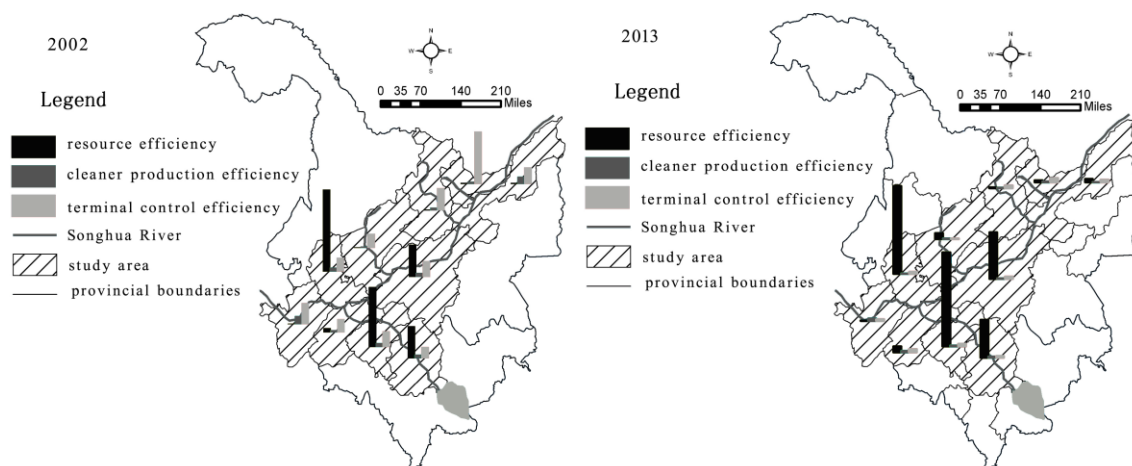 2002
N
W E
S
Legend
0 35 70 140 210
Miles
resource efficiency
cleaner production efficiency
terminal control efficiency
Songhua River
study area
provincial boundaries
2013
N
W E
S
Legend
0 35 70 140 210
Miles
resource efficiency
cleaner production efficiency
terminal control efficiency
Songhua River
study area
provincial boundaries